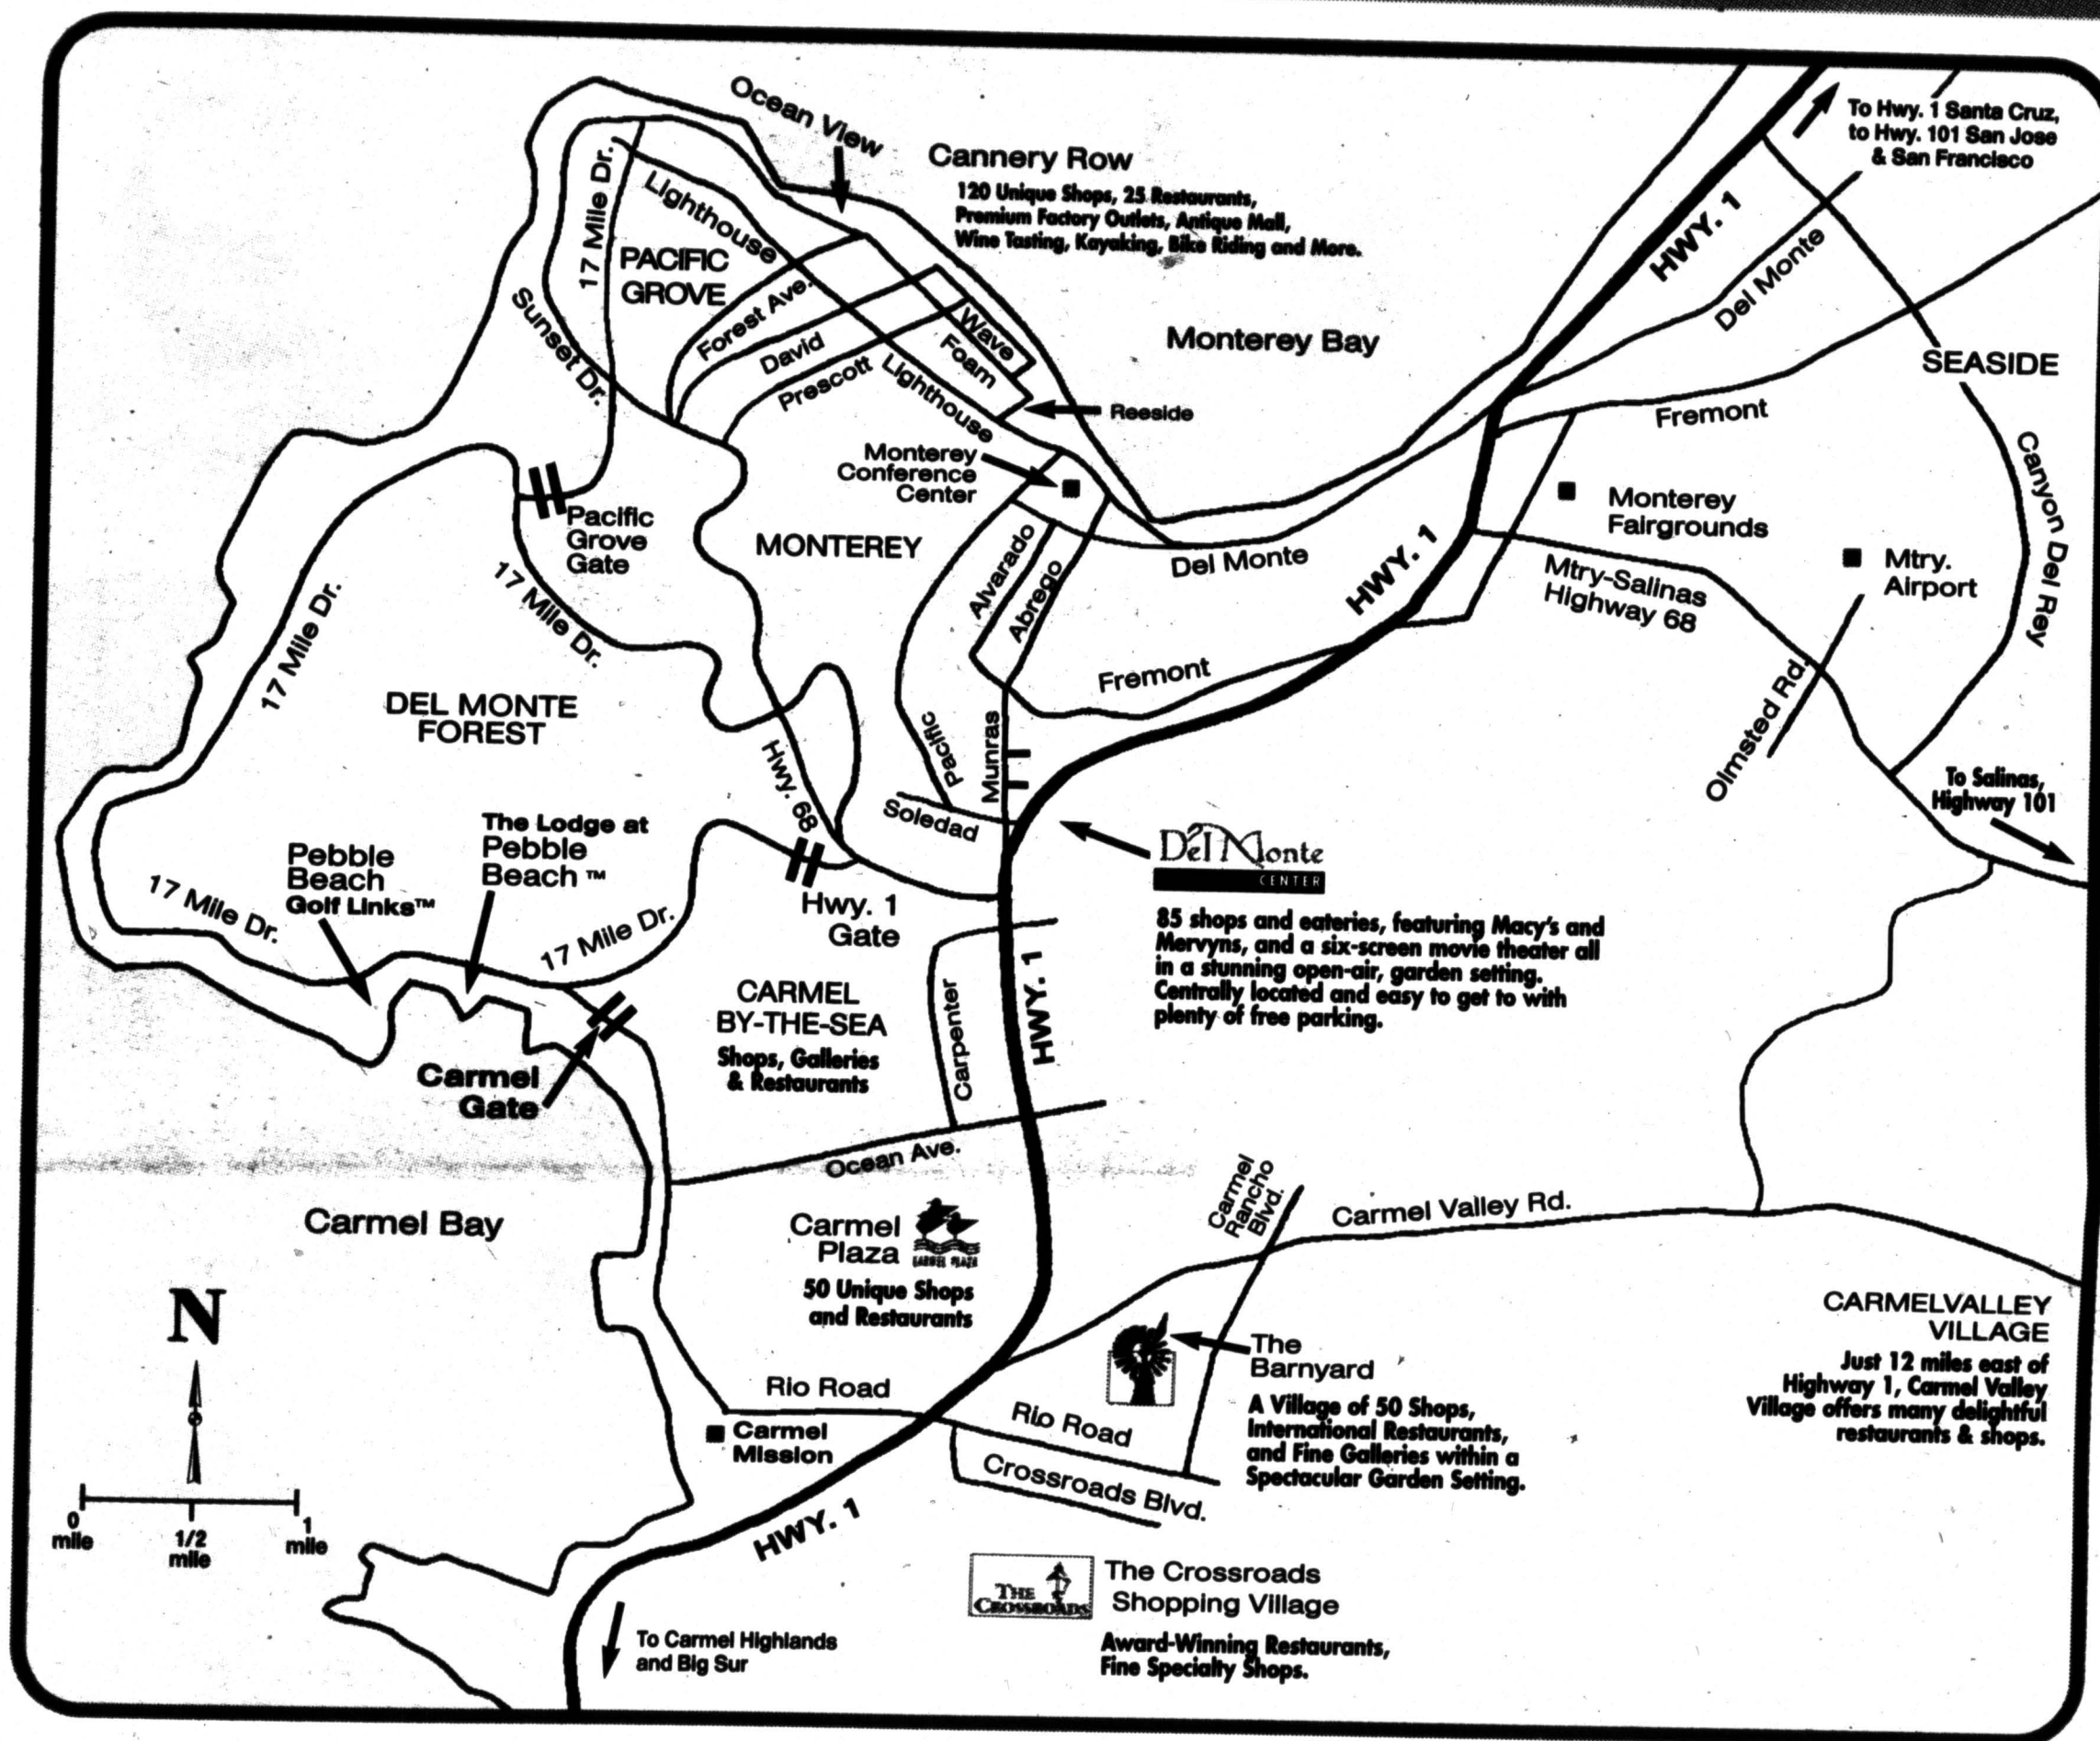 Ocean View
Cannery Row
120 Unique Shops, 25 Restaurants,
Premium Factory Outlets, Antique Mall,
Wine Tasting, Kayaking, Bike Riding and More.
To Hwy. 1 Santa Cruz,
to Hwy. 101 San Jose
& San Francisco
HWY. 1
Del Monte
17 Mile Dr.
Lighthouse
PACIFIC
GROVE
Sunset Dr.
Forest Ave.
David
Prescott
Wave
Foam
Lighthouse
Reeside
Monterey Bay
SEASIDE
Fremont
Canyon Del Rey
Monterey
Conference
Center
Monterey
Fairgrounds
Mtry.
Airport
Mtry-Salinas
Highway 68
Olmsted Rd.
To Salinas,
Highway 101
Pacific
Grove
Gate
17 Mile Dr.
17 Mile Dr.
MONTEREY
Alvarado
Abrego
Del Monte
HWY. 1
Fremont
Pacific
Munras
Soledad
Hwy. 68
DEL MONTE
FOREST
The Lodge at
Pebble
Beach ™
Pebble
Beach
Golf Links™
17 Mile Dr.
17 Mile Dr.
Hwy. 1
Gate
Del Monte
CENTER
85 shops and eateries, featuring Macy's and
Mervyns, and a six-screen movie theater all
in a stunning open-air, garden setting.
Centrally located and easy to get to with
plenty of free parking.
CARMEL
BY-THE-SEA
Shops, Galleries
& Restaurants
Carpenter
HWY. 1
Carmel
Gate
Ocean Ave.
Carmel Bay
Carmel
Plaza
CARMEL PLAZA
50 Unique Shops
and Restaurants
Carmel
Rancho
Blvd.
Carmel Valley Rd.
CARMELVALLEY
VILLAGE
Just 12 miles east of
Highway 1, Carmel Valley
Village offers many delightful
restaurants & shops.
The
Barnyard
A Village of 50 Shops,
International Restaurants,
and Fine Galleries within a
Spectacular Garden Setting.
Rio Road
Rio Road
Carmel
Mission
Crossroads Blvd.
HWY. 1
N
0
mile
1/2
mile
1
mile
THE
CROSSROADS
The Crossroads
Shopping Village
Award-Winning Restaurants,
Fine Specialty Shops.
To Carmel Highlands
and Big Sur